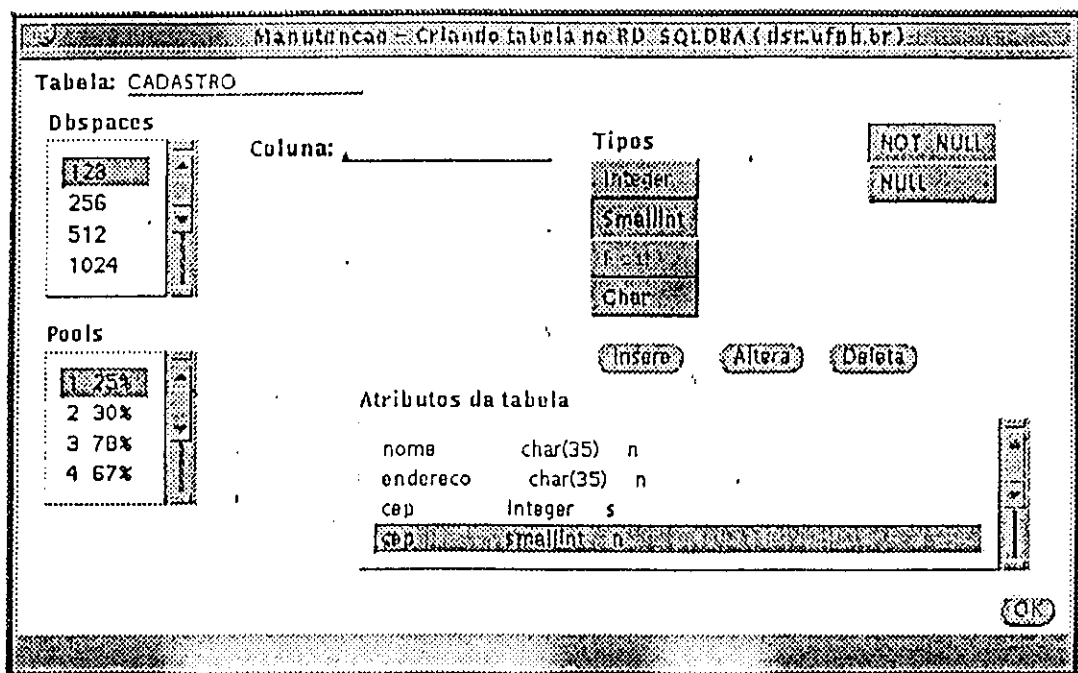 Manutencao – Criando tabela no BD SQLDBA ( dsc.ufpb.br )
Tabela: CADASTRO
Dbspaces
128
256
512
1024
Coluna:
Tipos
Integer
SmallInt
Char
NOT NULL
NULL
Pools
1 25%
2 30%
3 78%
4 67%
Insere Altera Deleta
Atributos da tabela
nome char(35) n
endereco char(35) n
cep Integer s
cep smallint n
OK